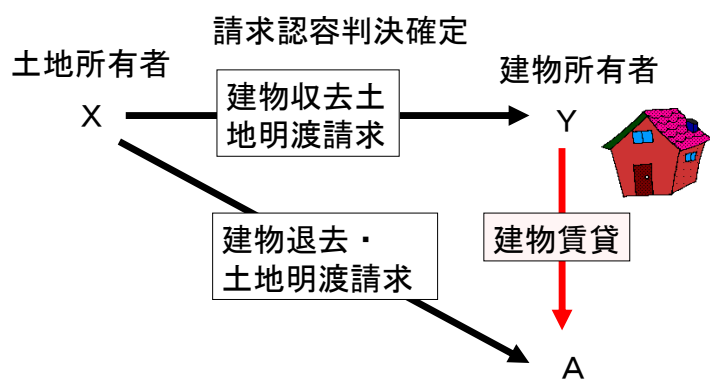 請求認容判決確定
土地所有者
建物所有者
建物収去土
地明渡請求
X
Y
建物退去・
土地明渡請求
建物賃貸
A